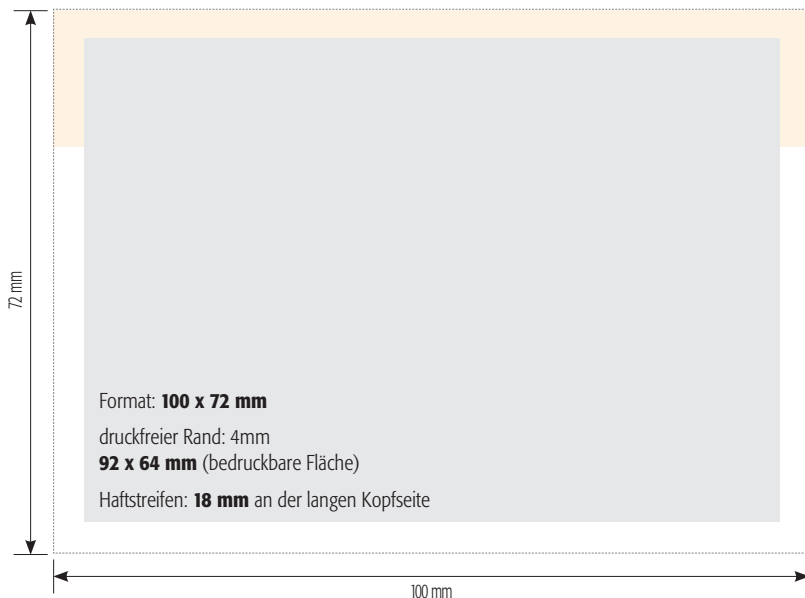 72 mm
Format: 100 x 72 mm
druckfreier Rand: 4mm
92 x 64 mm (bedruckbare Fläche)
Haftstreifen: 18 mm an der langen Kopfseite
100 mm